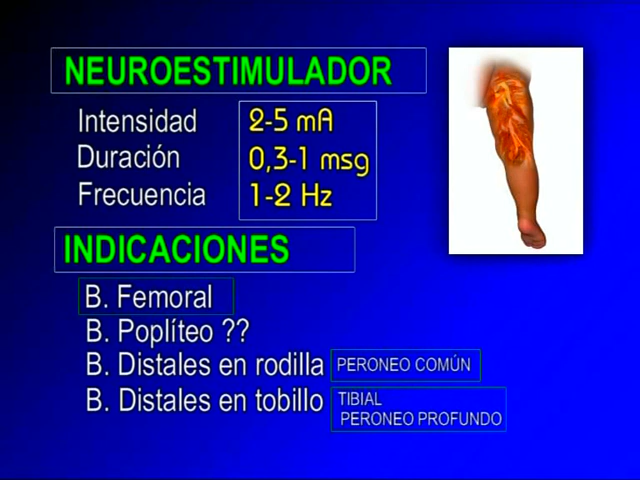 NEUROESTIMULADOR
Intensidad 2-5 mA
Duración 0,3-1 msg
Frecuencia 1-2 Hz
INDICACIONES
B. Femoral
B. Poplíteo ??
B. Distales en rodilla PERONEO COMÚN
B. Distales en tobillo TIBIAL
PERONEO PROFUNDO